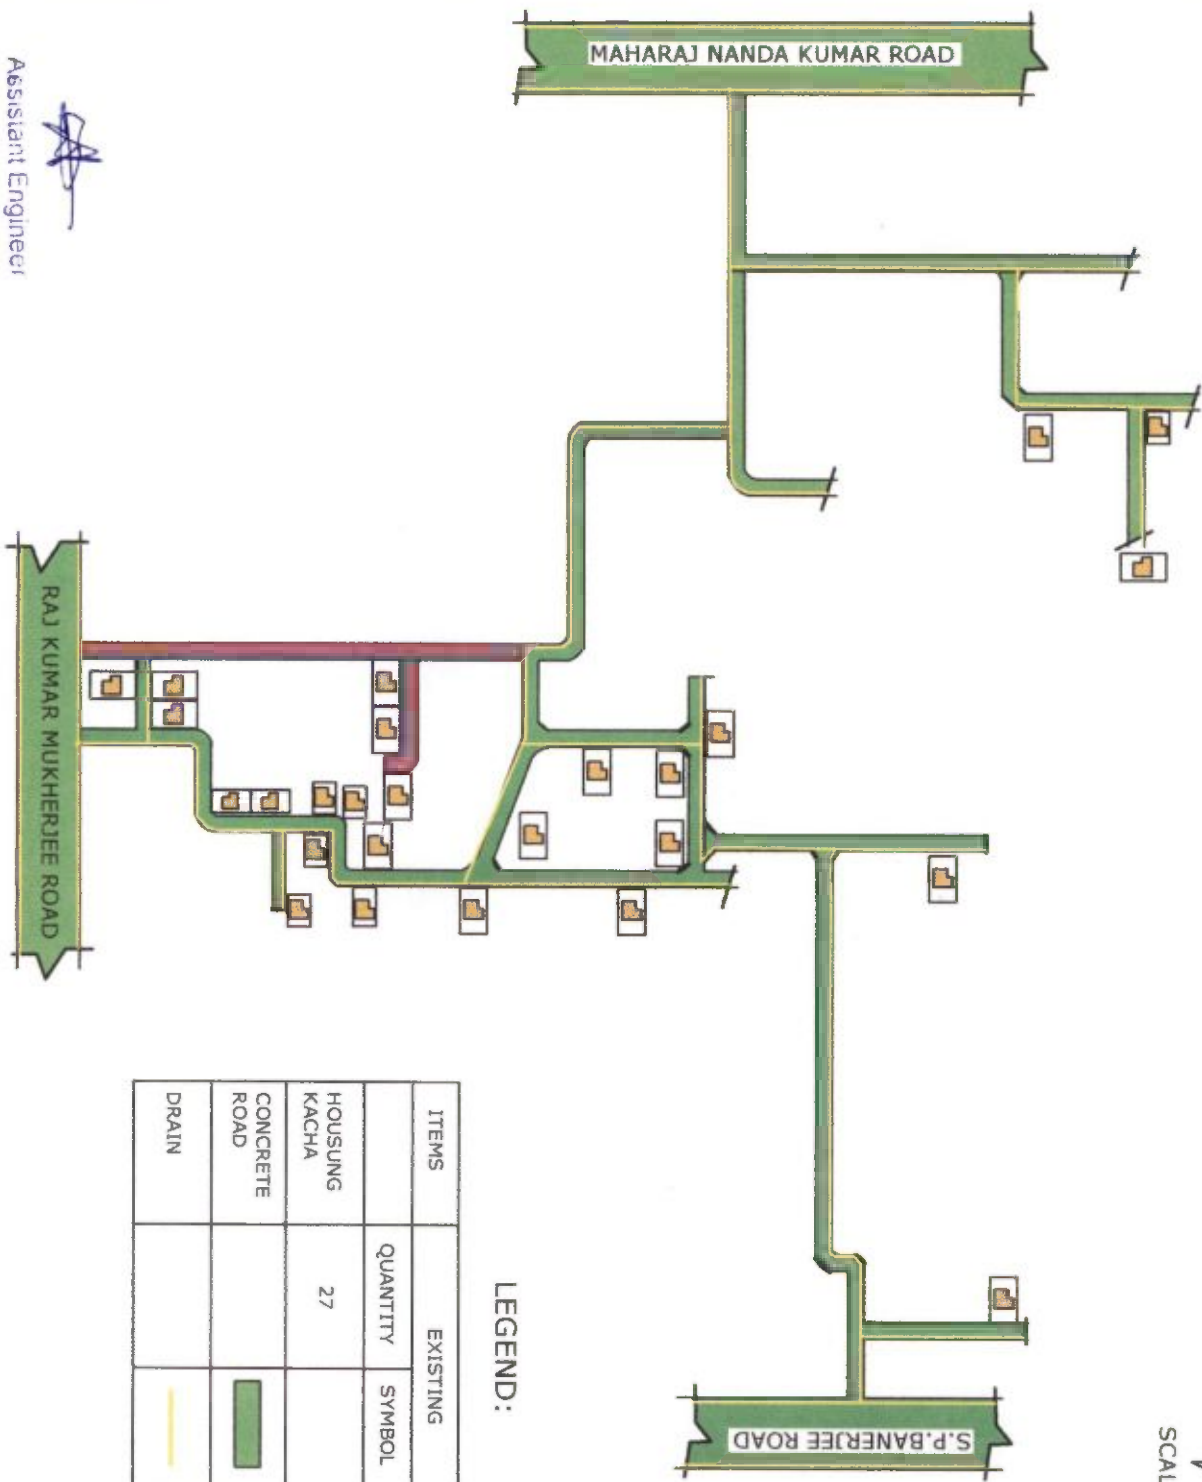 MAHARAJ NANDA KUMAR ROAD
RAJ KUMAR MUKHERJEE ROAD
S.P.BANERJEE ROAD
Assistant Engineer
LEGEND:
ITEMS
EXISTING
QUANTITY
SYMBOL
HOUSUNG
KACHA
27
CONCRETE
ROAD
DRAIN